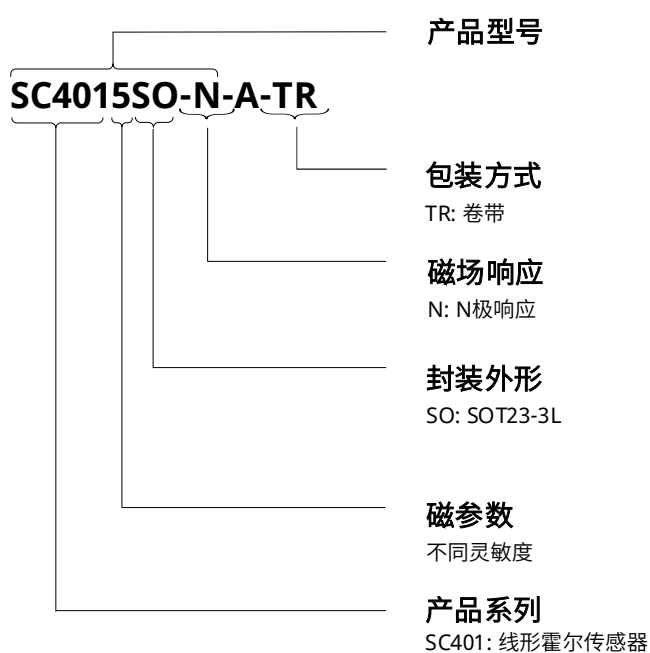 产品型号
SC4015SO-N-A-TR
包装方式
TR: 卷带
磁场响应
N: N极响应
封装外形
SO: SOT23-3L
磁参数
不同灵敏度
产品系列
SC401: 线形霍尔传感器